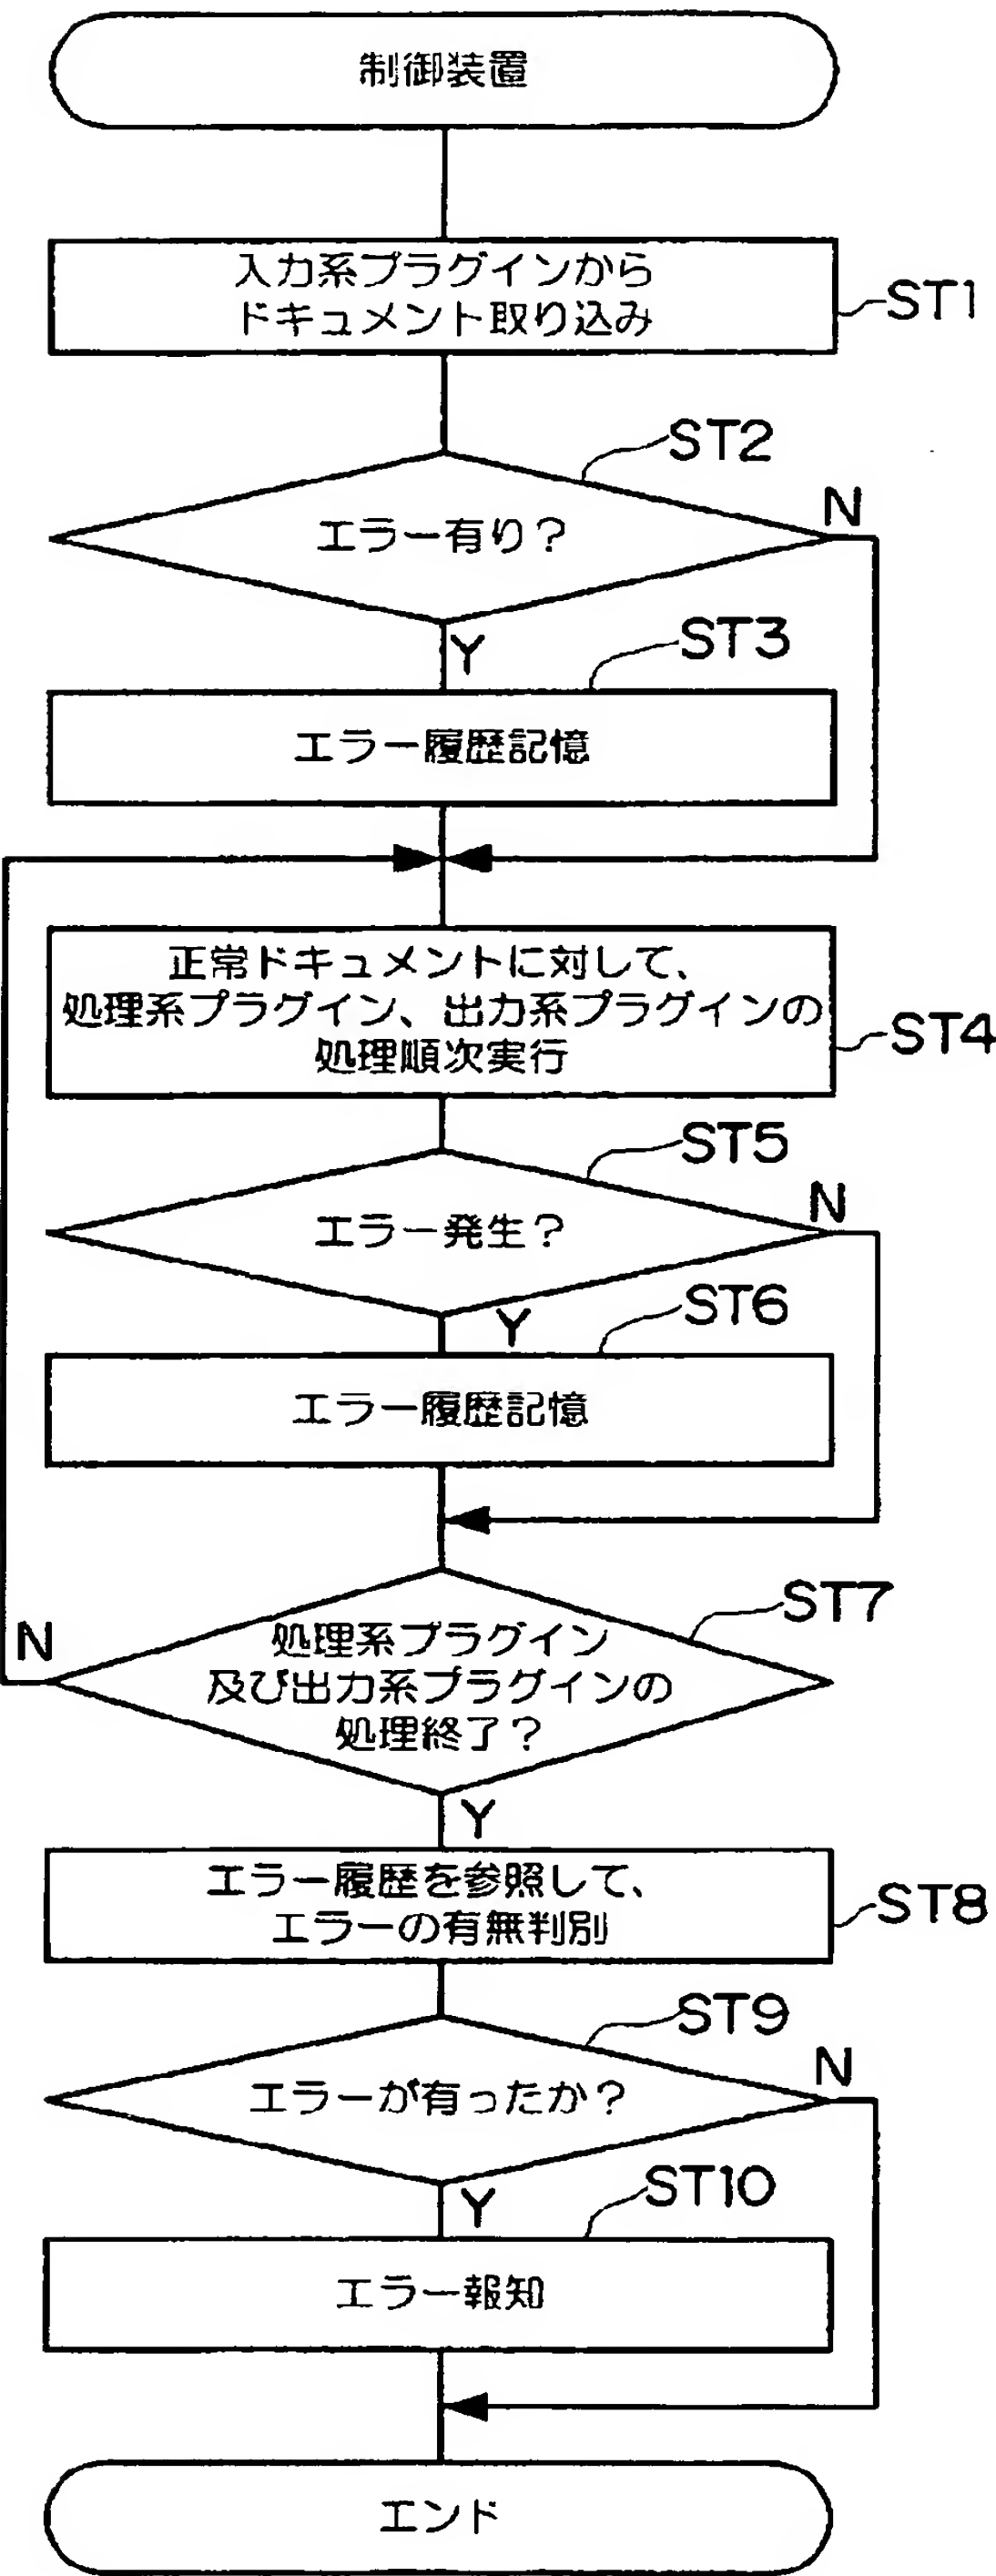 制御装置
入力系プラグインから
ドキュメント取り込み
ST1
ST2
エラー有り?
N
Y
ST3
エラー履歴記憶
正常ドキュメントに対して、
処理系プラグイン、出力系プラグインの
処理順次実行
ST4
ST5
エラー発生?
N
Y
ST6
エラー履歴記憶
ST7
N
処理系プラグイン
及び出力系プラグインの
処理終了?
Y
エラー履歴を参照して、
エラーの有無判別
ST8
ST9
エラーが有ったか?
N
Y
ST10
エラー報知
エンド